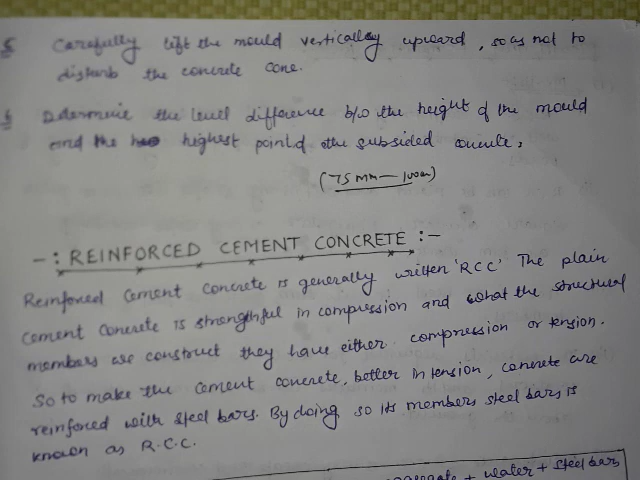 5 Carefully lift the mould vertically upward, so as not to
disturb the concrete cone.
6 Determine the level difference b/w the height of the mould
and the highest point of the subsided concrete.
(75 mm — 100mm)
-: REINFORCED CEMENT CONCRETE :-
Reinforced Cement Concrete is generally written 'RCC' The plain
cement concrete is strengthful in compression and what the structural
members are construct they have either compression or tension.
So to make the cement concrete, better in tension, concrete are
reinforced with steel bars. By doing so its members steel bars is
known as R.C.C.
aggregate + water + steel bars